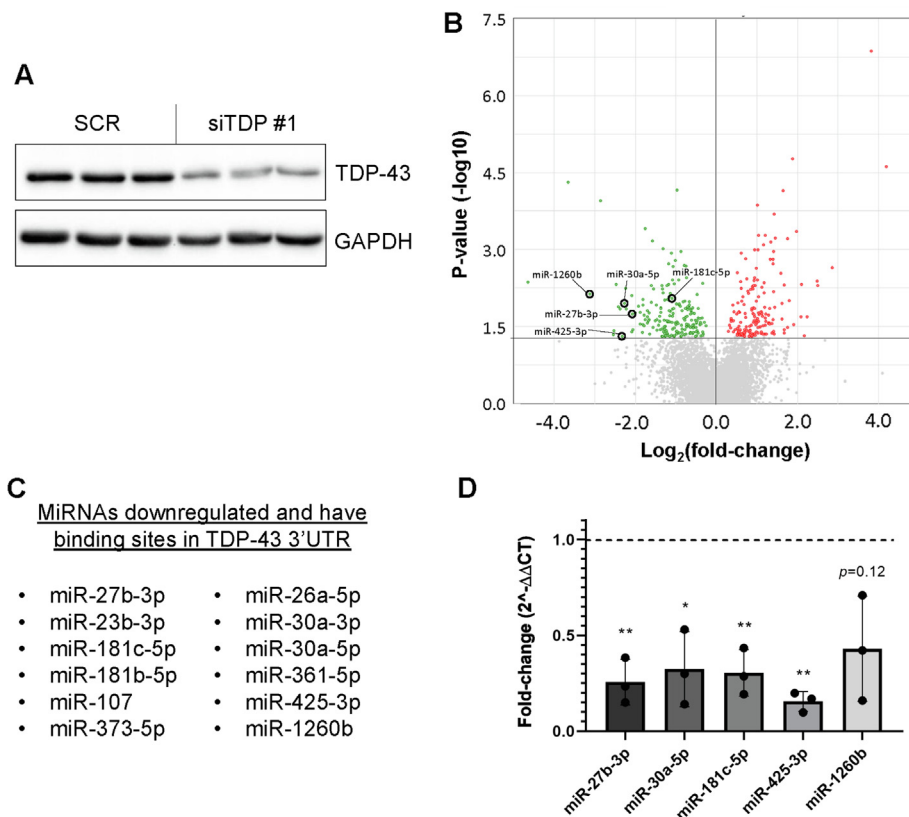 A
SCR
siTDP #1
TDP-43
GAPDH
B
7.5
6.0
4.5
3.0
1.5
0.0
P-value (-log10)
miR-1260b
miR-30a-5p
miR-181c-5p
miR-27b-3p
miR-425-3p
-4.0
-2.0
0.0
2.0
4.0
Log2(fold-change)
C
MiRNAs downregulated and have
binding sites in TDP-43 3'UTR
• miR-27b-3p
• miR-23b-3p
• miR-181c-5p
• miR-181b-5p
• miR-107
• miR-373-5p
• miR-26a-5p
• miR-30a-3p
• miR-30a-5p
• miR-361-5p
• miR-425-3p
• miR-1260b
D
Fold-change (2^-ΔΔCT)
1.0
0.5
0.0
**
*
**
**
p=0.12
miR-27b-3p
miR-30a-5p
miR-181c-5p
miR-425-3p
miR-1260b